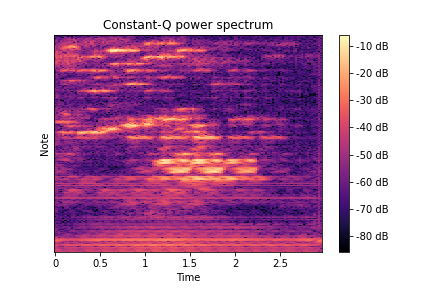 Constant-Q power spectrum
Note
-10 dB
-20 dB
-30 dB
-40 dB
-50 dB
-60 dB
-70 dB
-80 dB
0 0.5 1 1.5 2 2.5
Time